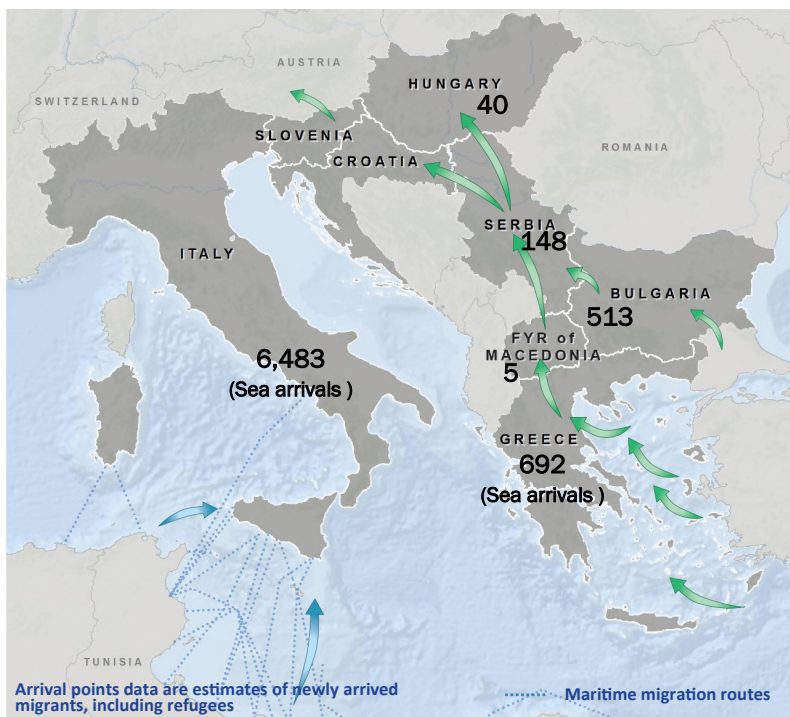 AUSTRIA
HUNGARY
40
SWITZERLAND
SLOVENIA
ROMANIA
CROATIA
SERBIA
148
ITALY
BULGARIA
513
FYR of
MACEDONIA
5
6,483
(Sea arrivals )
GREECE
692
(Sea arrivals )
TUNISIA
Arrival points data are estimates of newly arrived
migrants, including refugees
Maritime migration routes